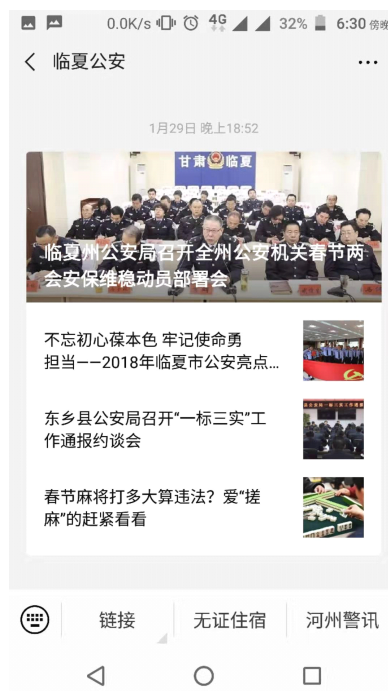 0.0K/s 4G 32% 6:30 傍晚
临夏公安
1月29日 晚上18:52
甘肃 临夏
临夏州公安局召开全州公安机关春节两
会安保维稳动员部署会
不忘初心葆本色 牢记使命勇
担当——2018年临夏市公安亮点...
东乡县公安局召开“一标三实”工
作通报约谈会
春节麻将打多大算违法？爱“搓
麻”的赶紧看看
链接 无证住宿 河州警讯